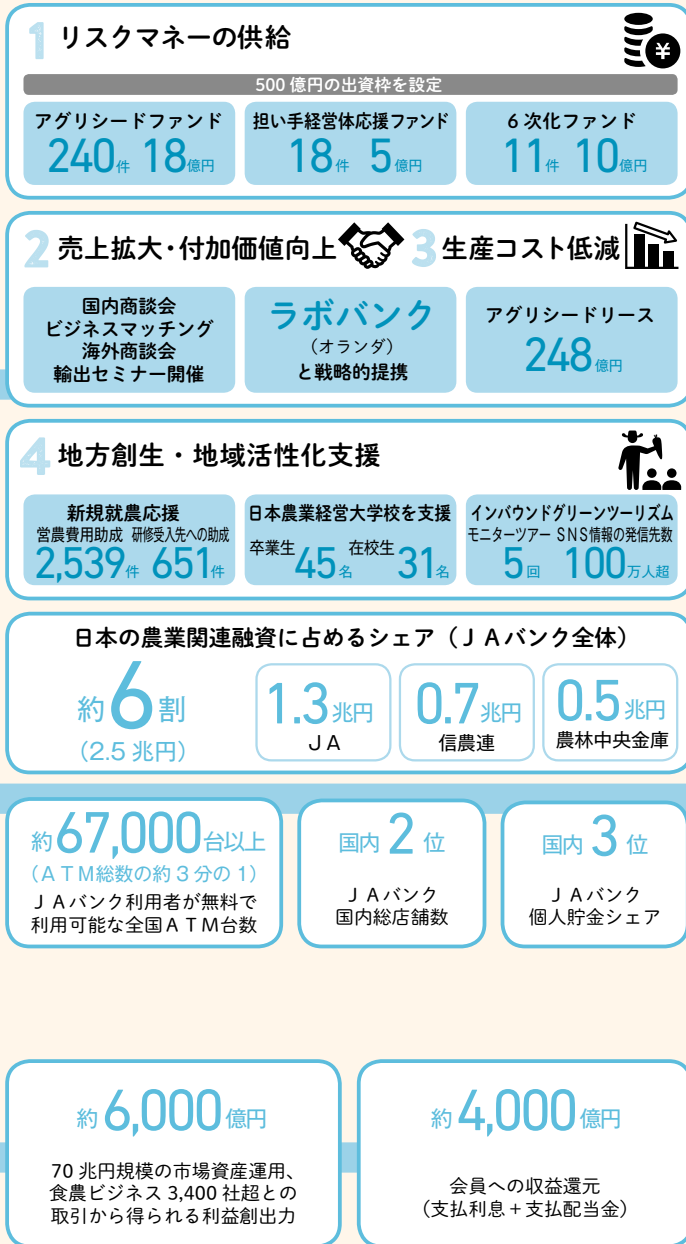 1 リスクマネーの供給
¥
500億円の出資枠を設定
アグリシードファンド
240件 18億円
担い手経営体応援ファンド
18件 5億円
6次化ファンド
11件 10億円
2 売上拡大・付加価値向上
3 生産コスト低減
国内商談会
ビジネスマッチング
海外商談会
輸出セミナー開催
ラボバンク
(オランダ)
と戦略的提携
アグリシードリース
248億円
4 地方創生・地域活性化支援
新規就農応援
営農費用助成 研修受入先への助成
2,539件 651件
日本農業経営大学校を支援
卒業生45名 在校生31名
インバウンドグリーンツーリズム
モニターツアー SNS情報の発信先数
5回 100万人超
日本の農業関連融資に占めるシェア(JAバンク全体)
約6割
(2.5兆円)
1.3兆円
JA
0.7兆円
信農連
0.5兆円
農林中央金庫
約67,000台以上
(ATM総数の約3分の1)
JAバンク利用者が無料で
利用可能な全国ATM台数
国内2位
JAバンク
国内総店舗数
国内3位
JAバンク
個人貯金シェア
約6,000億円
70兆円規模の市場資産運用、
食農ビジネス3,400社超との
取引から得られる利益創出力
約4,000億円
会員への収益還元
(支払利息+支払配当金)